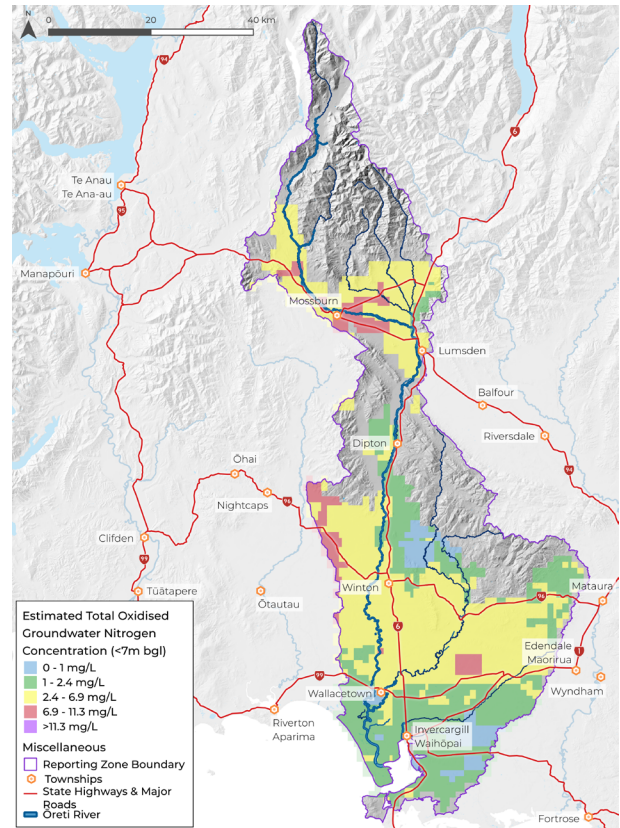 N
0
20
40 km
94
6
Te Anau
Te Ana-au
95
Manapōuri
Mossburn
Lumsden
Balfour
Riversdale
94
Dipton
Ōhai
Nightcaps
96
Clifden
99
Tūātapere
Ōtautau
Winton
96
Mataura
6
Edendale
Maorirua
1
Wyndham
99
Wallacetown
Riverton
Aparima
Invercargill
Waihōpai
Fortrose
Estimated Total Oxidised
Groundwater Nitrogen
Concentration (<7m bgl)
0 - 1 mg/L
1 - 2.4 mg/L
2.4 - 6.9 mg/L
6.9 - 11.3 mg/L
>11.3 mg/L
Miscellaneous
Reporting Zone Boundary
Townships
State Highways & Major
Roads
Ōreti River